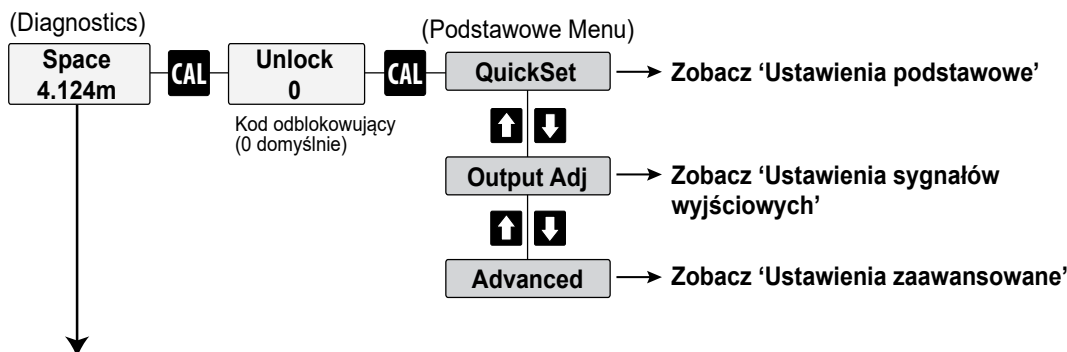 (Diagnostics)
Space
4.124m
CAL
Unlock
0
CAL
Kod odblokowujący
(0 domyślnie)
(Podstawowe Menu)
QuickSet
Zobacz ‘Ustawienia podstawowe’
Output Adj
Zobacz ‘Ustawienia sygnałów
wyjściowych’
Advanced
Zobacz ‘Ustawienia zaawansowane’